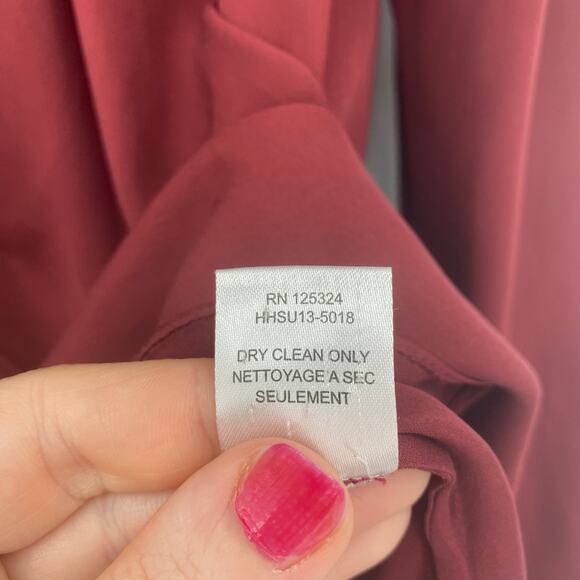 RN 125324
HHSU13-5018
DRY CLEAN ONLY
NETTOYAGE A SEC
SEULEMENT